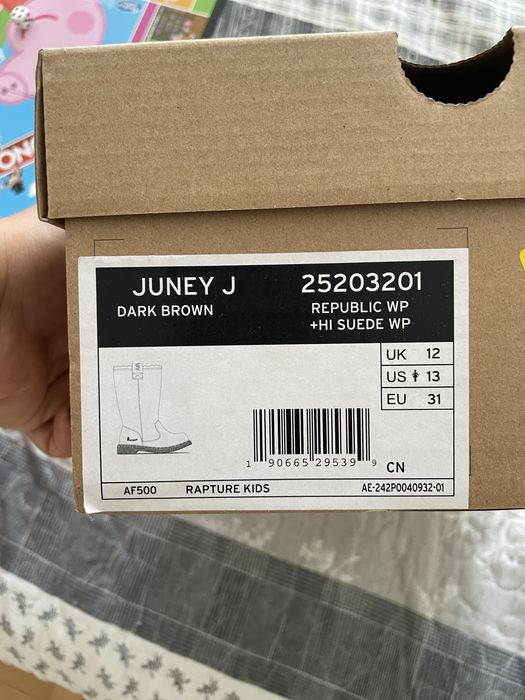 JUNEY J 25203201
DARK BROWN REPUBLIC WP
+HI SUEDE WP
UK 12
US 13
EU 31
1 90665 29539 9 CN
AF500 RAPTURE KIDS AE-242P0040932-01